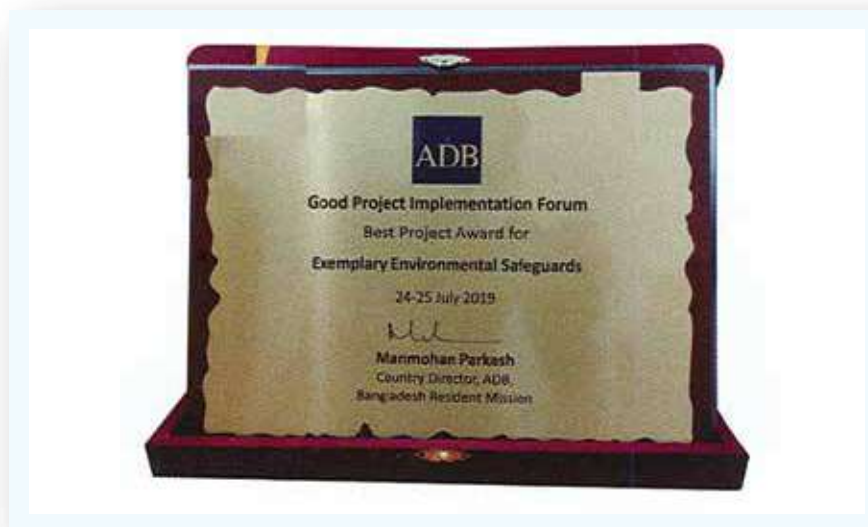 ADB
Good Project Implementation Forum
Best Project Award for
Exemplary Environmental Safeguards
24-25 July 2019
Manmohan Parkash
Country Director, ADB,
Bangladesh Resident Mission